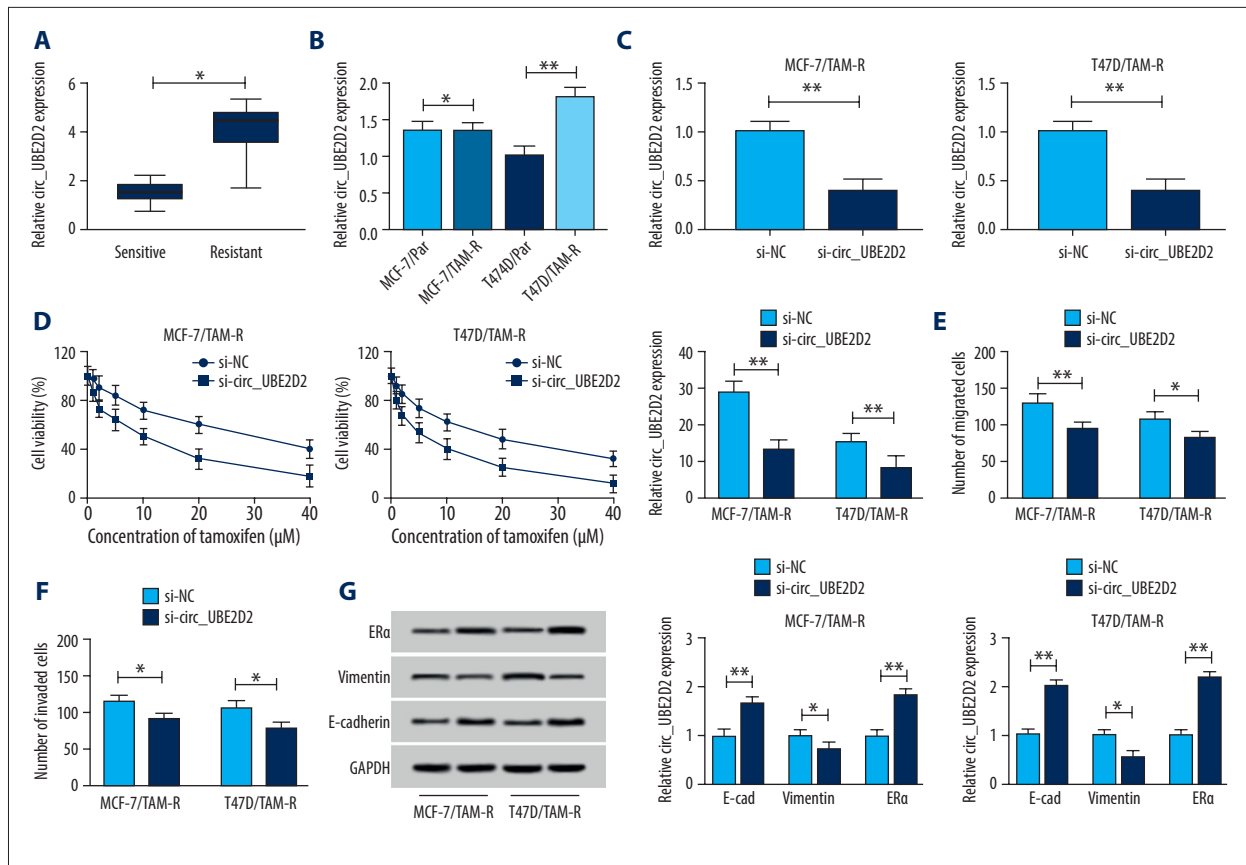 A
Relative circ_UBE2D2 expression
6
4
2
0
*
Sensitive
Resistant
B
Relative circ_UBE2D2 expression
2.0
1.5
1.0
1.5
0.0
*
**
MCF-7/Par
MCF-7/TAM-R
T474D/Par
T47D/TAM-R
C
MCF-7/TAM-R
Relative circ_UBE2D2 expression
1.5
1.0
0.5
0.0
**
si-NC
si-circ_UBE2D2
T47D/TAM-R
Relative circ_UBE2D2 expression
1.5
1.0
0.5
0.0
**
si-NC
si-circ_UBE2D2
D
MCF-7/TAM-R
si-NC
si-circ_UBE2D2
Cell viability (%)
120
80
40
0
0
10
20
30
40
Concentration of tamoxifen (μM)
T47D/TAM-R
si-NC
si-circ_UBE2D2
Cell viability (%)
120
80
40
0
0
10
20
30
40
Concentration of tamoxifen (μM)
si-NC
si-circ_UBE2D2
Relative circ_UBE2D2 expression
40
30
20
10
0
**
**
MCF-7/TAM-R
T47D/TAM-R
E
si-NC
si-circ_UBE2D2
Number of migrated cells
200
150
100
50
0
**
*
MCF-7/TAM-R
T47D/TAM-R
F
si-NC
si-circ_UBE2D2
Number of invaded cells
150
100
50
0
*
*
MCF-7/TAM-R
T47D/TAM-R
G
ERα
Vimentin
E-cadherin
GAPDH
MCF-7/TAM-R
T47D/TAM-R
si-NC
si-circ_UBE2D2
MCF-7/TAM-R
Relative circ_UBE2D2 expression
3
2
1
0
**
*
**
E-cad
Vimentin
ERα
si-NC
si-circ_UBE2D2
T47D/TAM-R
Relative circ_UBE2D2 expression
3
2
1
0
**
*
**
E-cad
Vimentin
ERα